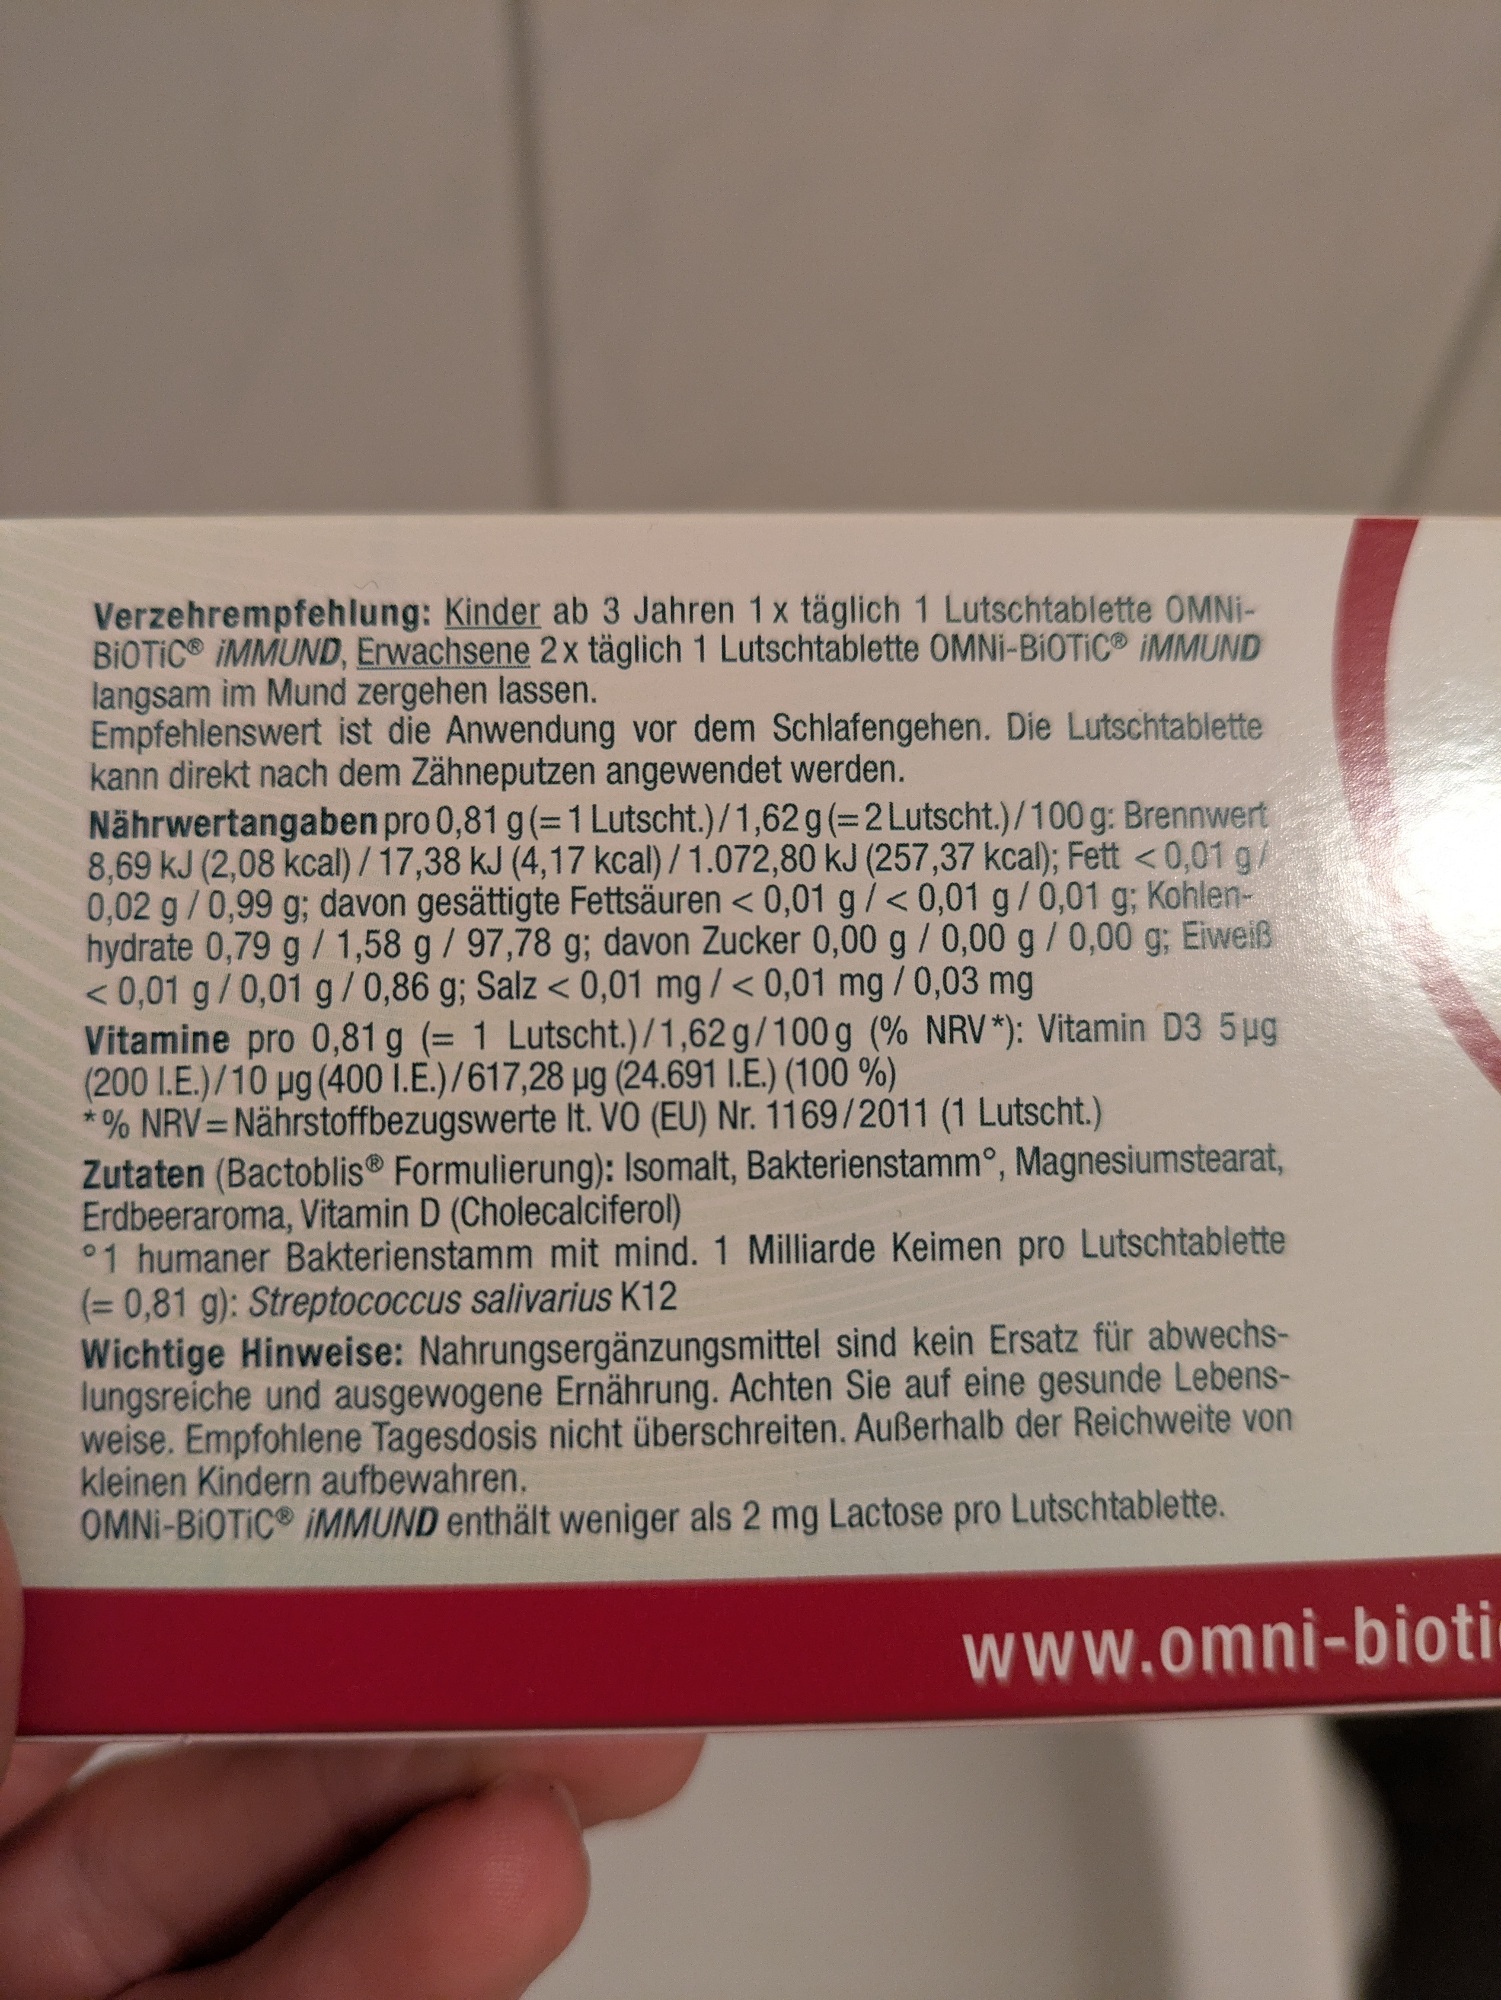 Verzehrempfehlung: Kinder ab 3 Jahren 1 x täglich 1 Lutschtablette OMNi-
BiOTiC® iMMUND, Erwachsene 2 x täglich 1 Lutschtablette OMNi-BiOTiC® iMMUND
langsam im Mund zergehen lassen.
Empfehlenswert ist die Anwendung vor dem Schlafengehen. Die Lutschtablette
kann direkt nach dem Zähneputzen angewendet werden.
Nährwertangaben pro 0,81 g (= 1 Lutscht.) / 1,62 g (= 2 Lutscht.) / 100 g: Brennwert
8,69 kJ (2,08 kcal) / 17,38 kJ (4,17 kcal) / 1.072,80 kJ (257,37 kcal); Fett < 0,01 g /
0,02 g / 0,99 g; davon gesättigte Fettsäuren < 0,01 g / < 0,01 g / 0,01 g; Kohlen-
hydrate 0,79 g / 1,58 g / 97,78 g; davon Zucker 0,00 g / 0,00 g / 0,00 g; Eiweiß
< 0,01 g / 0,01 g / 0,86 g; Salz < 0,01 mg / < 0,01 mg / 0,03 mg
Vitamine pro 0,81 g (= 1 Lutscht.) / 1,62 g / 100 g (% NRV*): Vitamin D3 5 µg
(200 I.E.) / 10 µg (400 I.E.) / 617,28 µg (24.691 I.E.) (100 %)
* % NRV = Nährstoffbezugswerte lt. VO (EU) Nr. 1169/2011 (1 Lutscht.)
Zutaten (Bactoblis® Formulierung): Isomalt, Bakterienstamm°, Magnesiumstearat,
Erdbeeraroma, Vitamin D (Cholecalciferol)
° 1 humaner Bakterienstamm mit mind. 1 Milliarde Keimen pro Lutschtablette
(= 0,81 g): Streptococcus salivarius K12
Wichtige Hinweise: Nahrungsergänzungsmittel sind kein Ersatz für abwechs-
lungsreiche und ausgewogene Ernährung. Achten Sie auf eine gesunde Lebens-
weise. Empfohlene Tagesdosis nicht überschreiten. Außerhalb der Reichweite von
kleinen Kindern aufbewahren.
OMNi-BiOTiC® iMMUND enthält weniger als 2 mg Lactose pro Lutschtablette.
www.omni-bioti